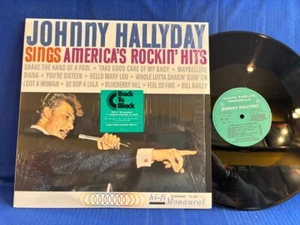 JOHNNY HALLYDAY
SINGS AMERICA'S ROCKIN' HITS
SHAKE THE HAND OF A FOOL • TAKE GOOD CARE OF MY BABY • MAYBELLINE
DIANA • YOU'RE SIXTEEN • HELLO MARY LOU • WHOLE LOTTA SHAKIN' GOIN' ON
I GOT A WOMAN • BE BOP A LULA • BLUEBERRY HILL • FEEL SO FINE • BILL BAILEY
Back To Black
hi-fi
Monaural
JOHNNY HALLYDAY